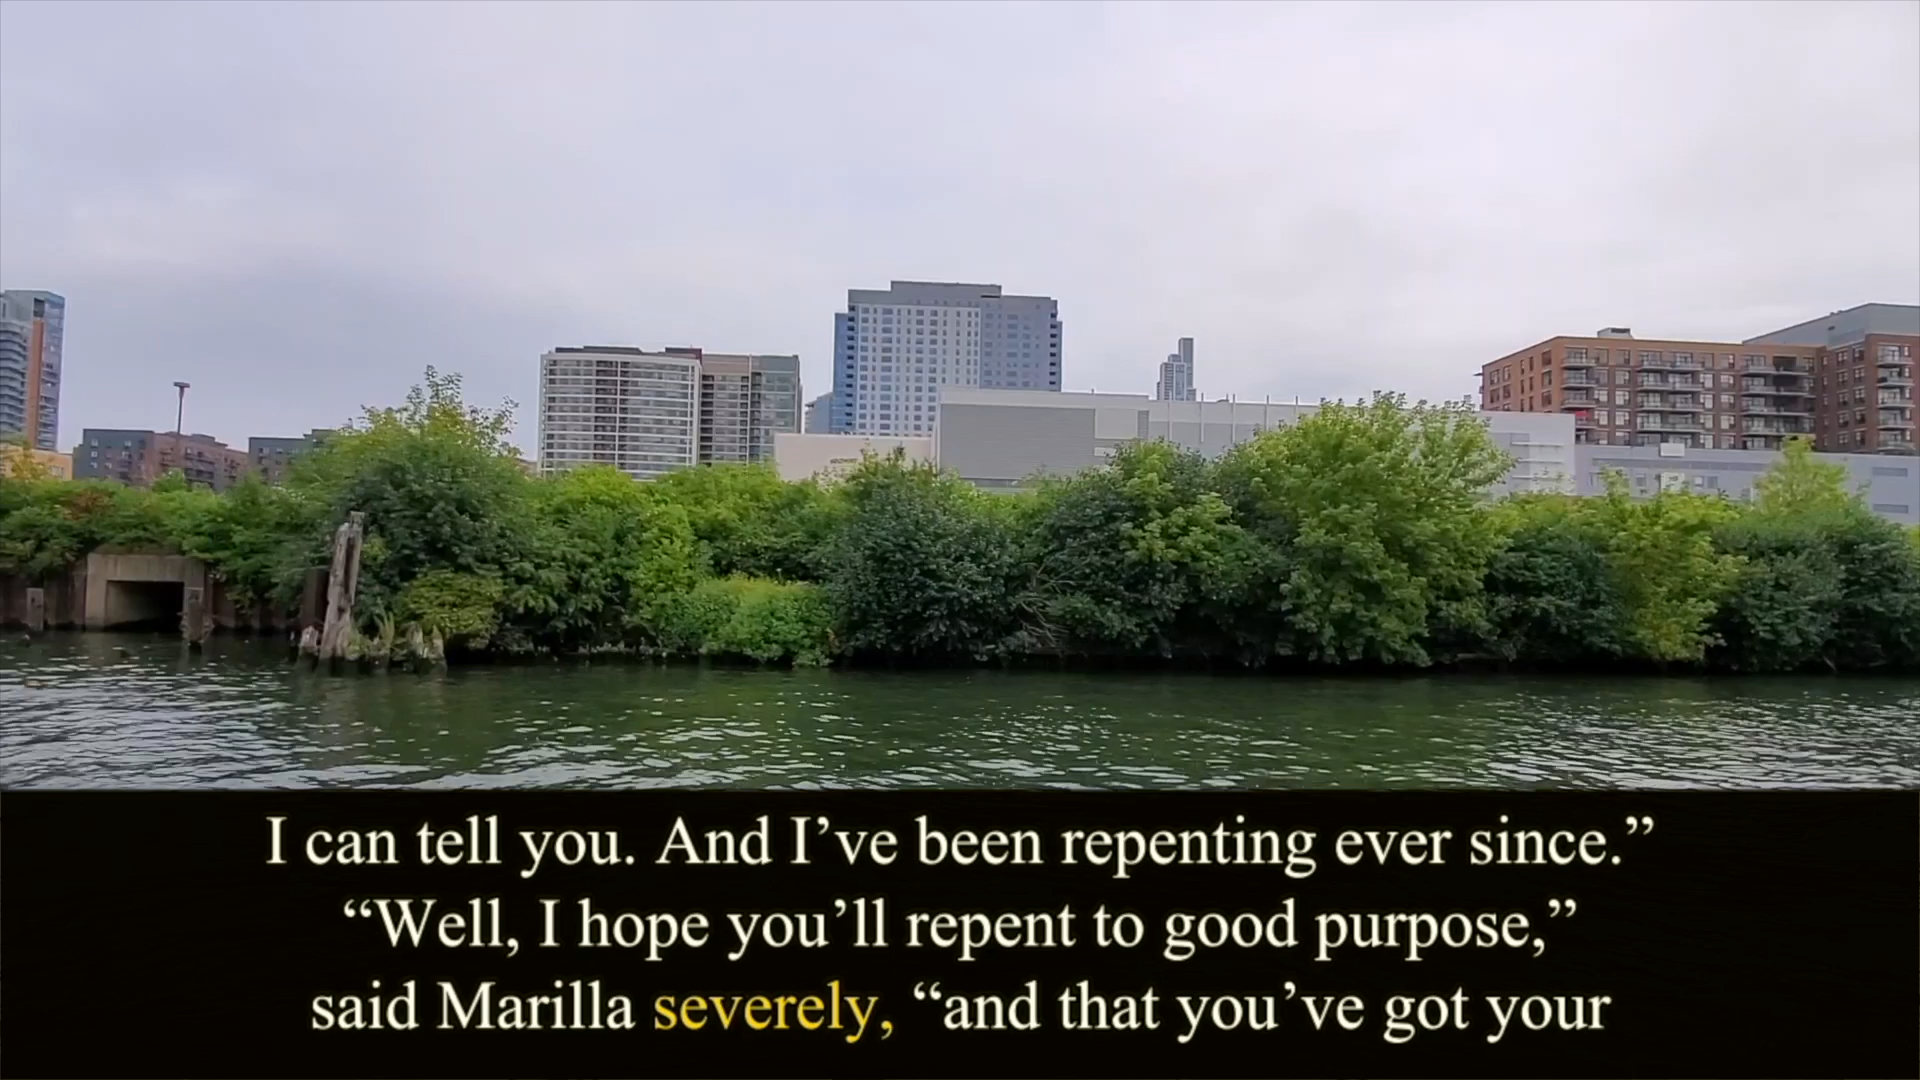 I can tell you. And I’ve been repenting ever since.”
“Well, I hope you’ll repent to good purpose,”
said Marilla severely, “and that you’ve got your